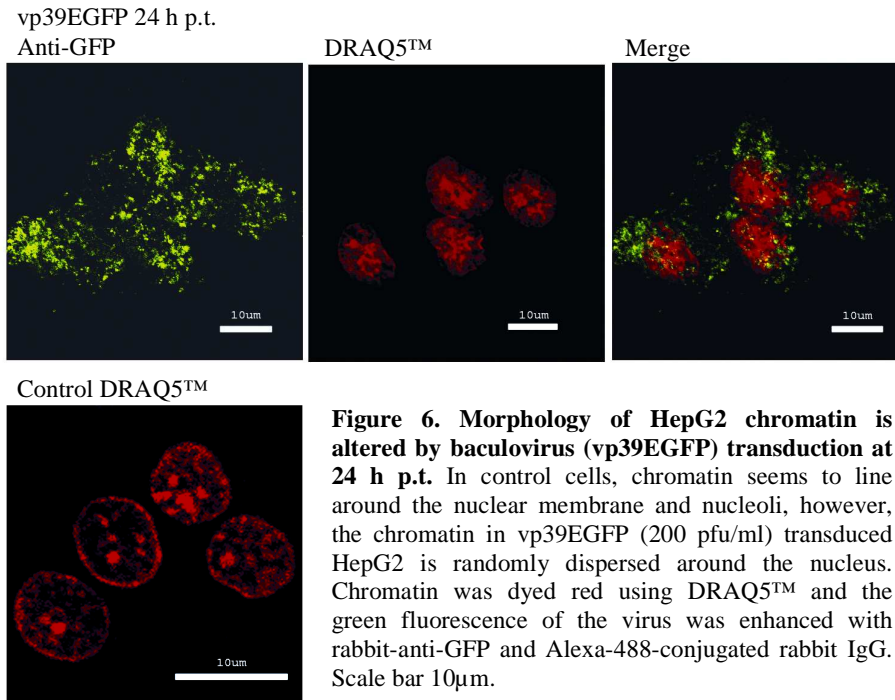 vp39EGFP 24 h p.t.
Anti-GFP
DRAQ5™
Merge
10um
10um
10um
Control DRAQ5™
10um
Figure 6. Morphology of HepG2 chromatin is
altered by baculovirus (vp39EGFP) transduction at
24 h p.t. In control cells, chromatin seems to line
around the nuclear membrane and nucleoli, however,
the chromatin in vp39EGFP (200 pfu/ml) transduced
HepG2 is randomly dispersed around the nucleus.
Chromatin was dyed red using DRAQ5™ and the
green fluorescence of the virus was enhanced with
rabbit-anti-GFP and Alexa-488-conjugated rabbit IgG.
Scale bar 10µm.